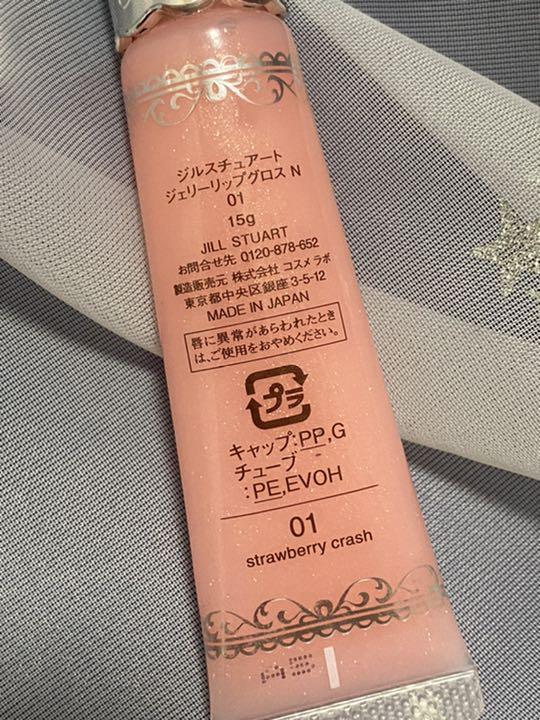 ジルスチュアート
ジェリーリップグロス N
01
15g
JILL STUART
お問合せ先 0120-878-652
製造販売元 株式会社 コスメラボ
東京都中央区銀座3-5-12
MADE IN JAPAN
唇に異常があらわれたとき
は、ご使用をおやめください。
プラ
キャップ:PP,G
チューブ
:PE,EVOH
01
strawberry crash